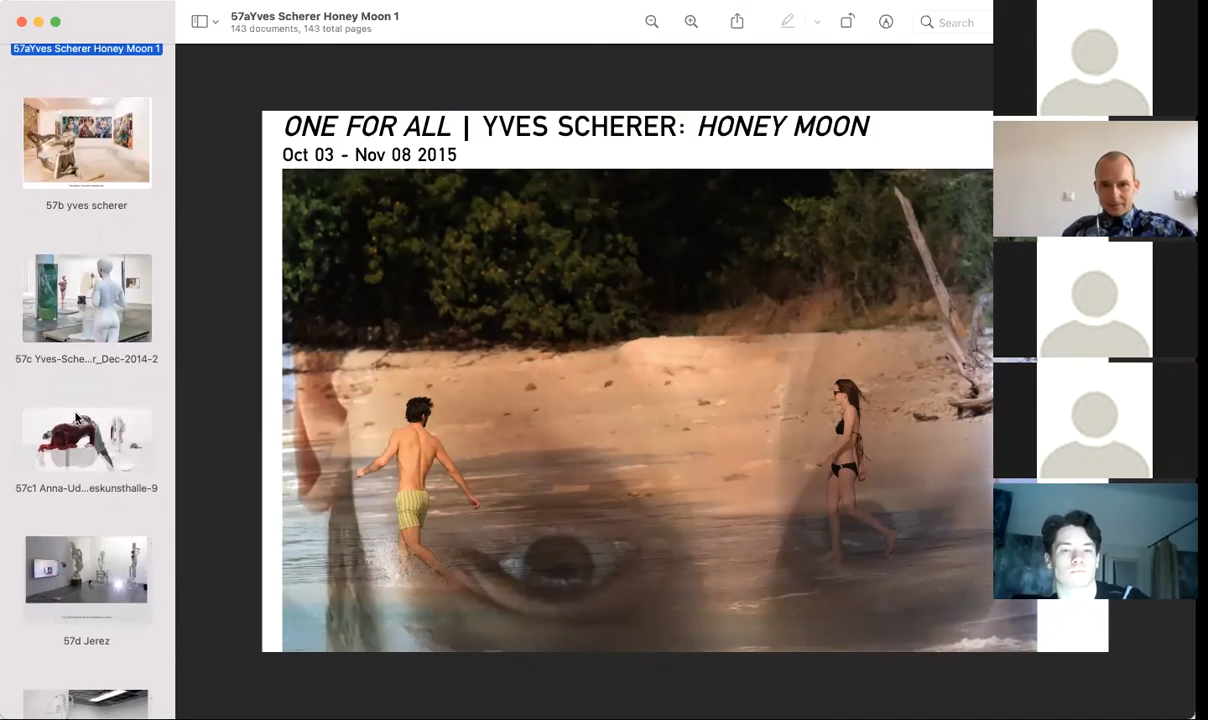 57aYves Scherer Honey Moon 1
143 documents, 143 total pages
Search
57aYves Scherer Honey Moon 1
57b yves scherer
57c Yves-Sche...r_Dec-2014-2
57c1 Anna-Ud...eskunsthalle-9
57d Jerez
ONE FOR ALL | YVES SCHERER: HONEY MOON
Oct 03 - Nov 08 2015